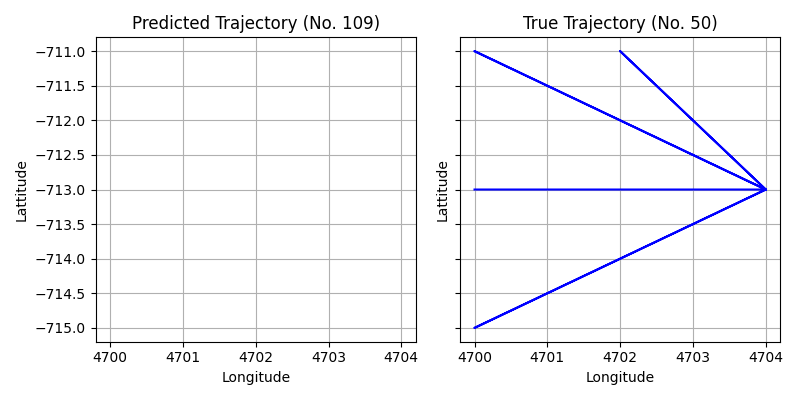 Predicted Trajectory (No. 109)
−711.0
−711.5
−712.0
−712.5
−713.0
−713.5
−714.0
−714.5
−715.0
Lattitude
4700 4701 4702 4703 4704
Longitude
True Trajectory (No. 50)
Lattitude
4700 4701 4702 4703 4704
Longitude